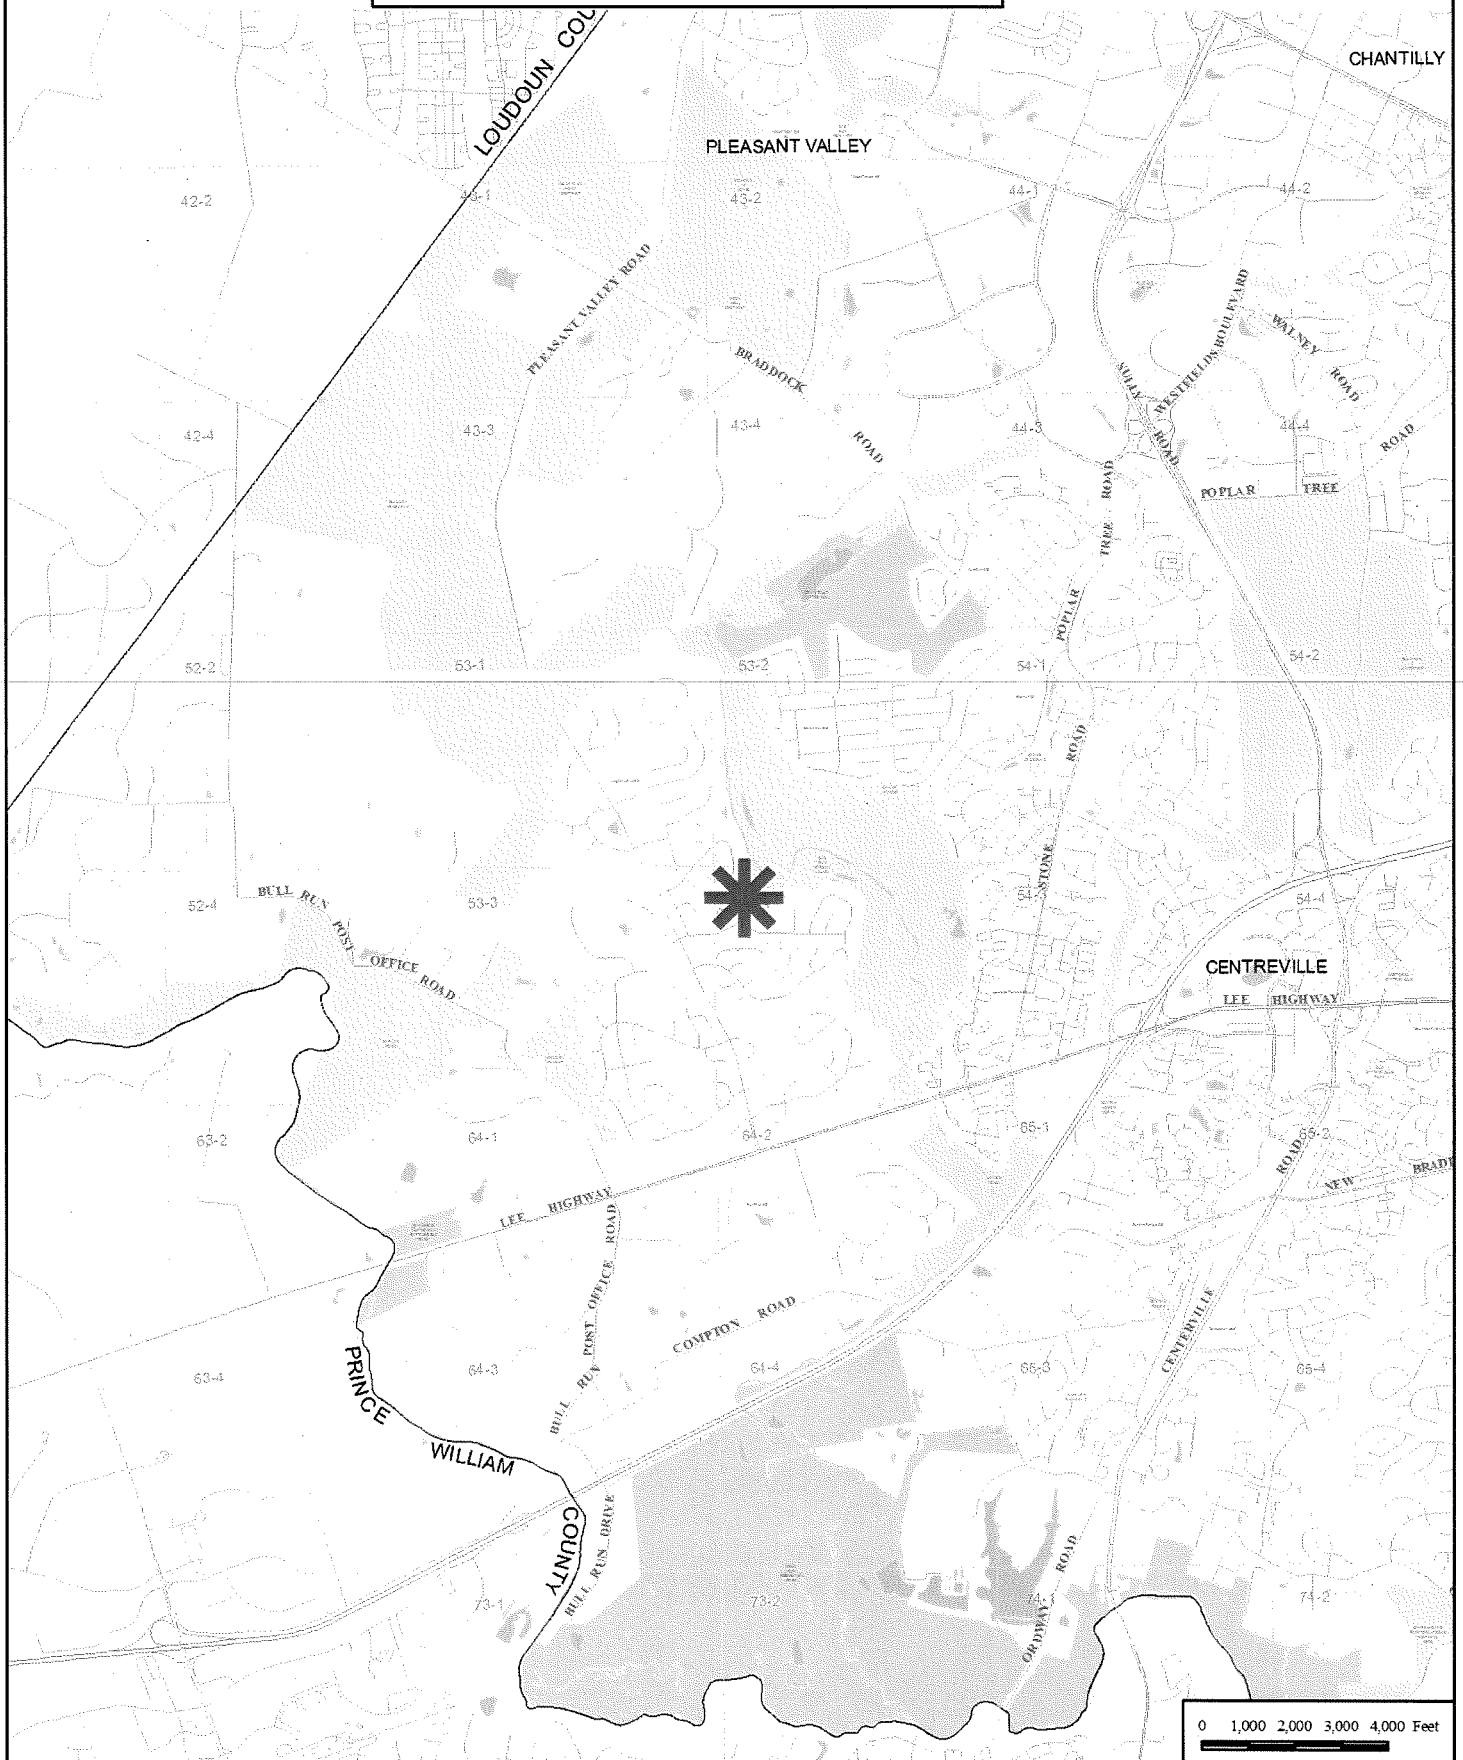 LOUDOUN COU
CHANTILLY
PLEASANT VALLEY
42-2
43-1
43-2
44-1
44-2
PLEASANT VALLEY ROAD
BRADDOCK
ROAD
SULLY
ROAD
WESTFIELDS BOULEVARD
WALNEY
ROAD
42-4
43-3
43-4
44-3
44-4
ROAD
POPLAR TREE
TREE ROAD
POPLAR
52-2
53-1
53-2
54-1
54-2
ROAD
STONE
52-4
BULL RUN
POST
OFFICE
ROAD
53-3
54-3
54-4
CENTREVILLE
LEE HIGHWAY
63-2
64-1
64-2
65-1
65-2
ROAD
NEW BRADD
LEE HIGHWAY
BULL RUN POST OFFICE ROAD
COMPTON ROAD
CENTERVILLE
63-4
64-3
64-4
65-3
65-4
PRINCE
WILLIAM
COUNTY
BULL RUN DRIVE
ORDWAY ROAD
73-1
73-2
74-1
74-2
0 1,000 2,000 3,000 4,000 Feet